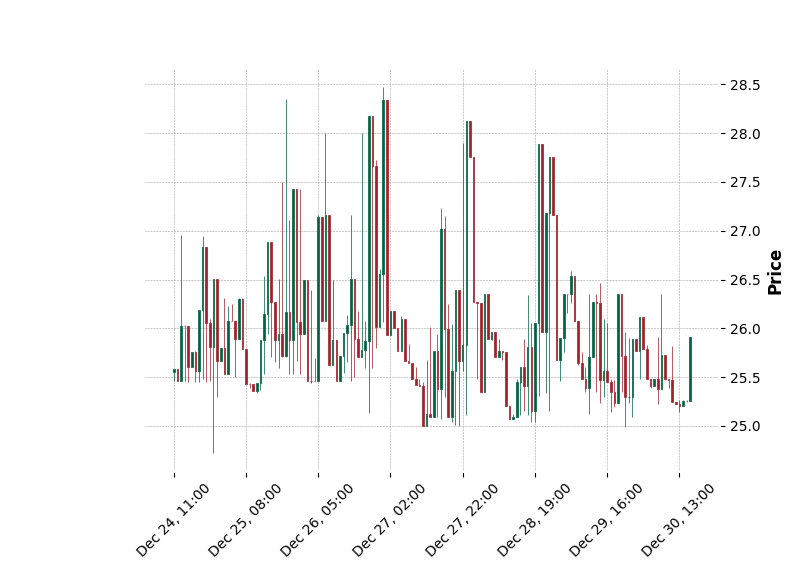 28.5
28.0
27.5
27.0
26.5
26.0
25.5
25.0
Price
Dec 24, 11:00
Dec 25, 08:00
Dec 26, 05:00
Dec 27, 02:00
Dec 27, 22:00
Dec 28, 19:00
Dec 29, 16:00
Dec 30, 13:00